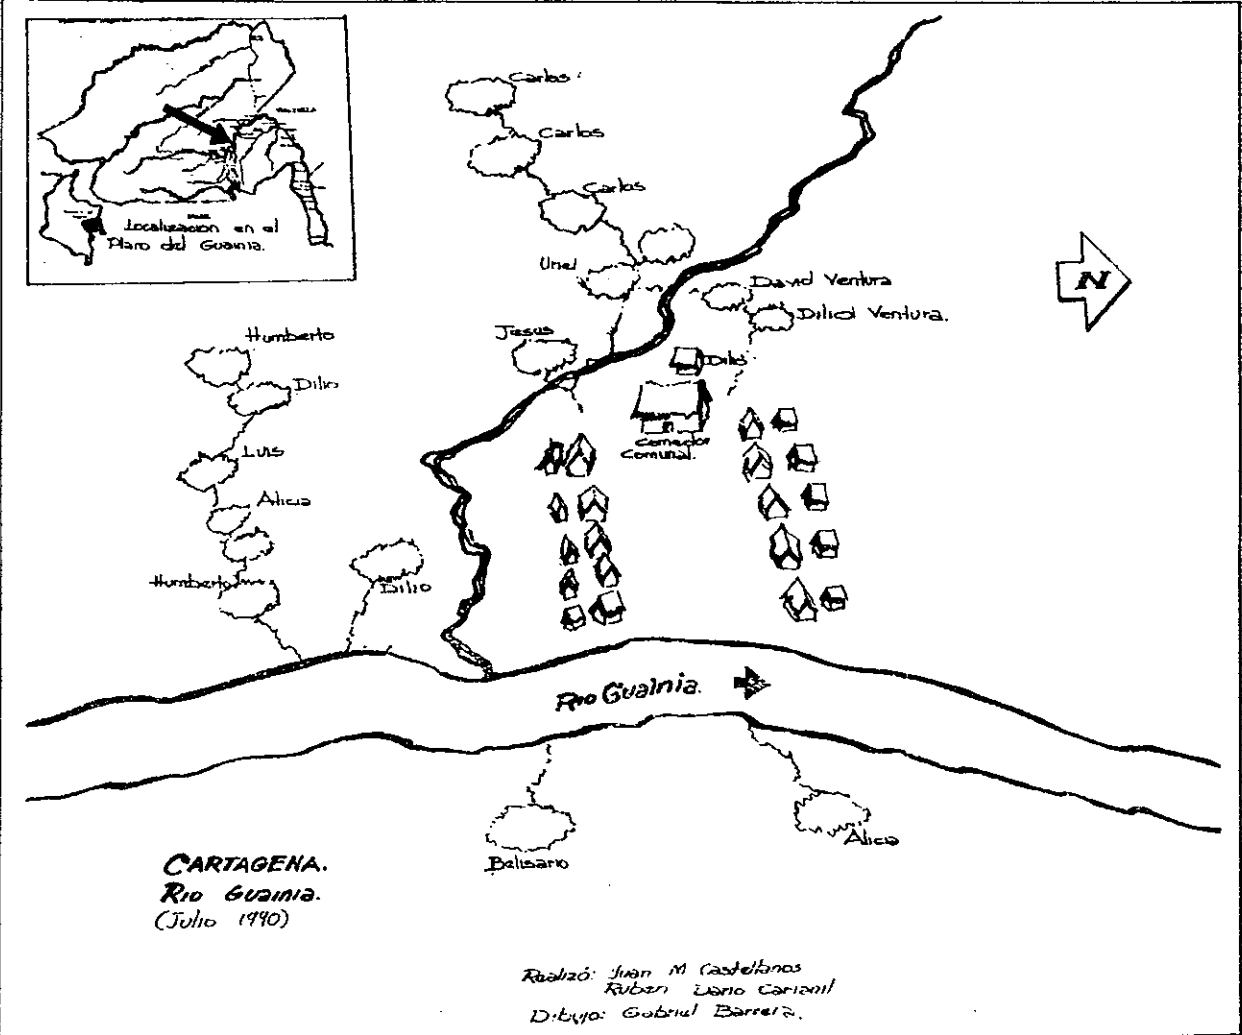 Localizacion en el
Plano del Guainia.
Carlos
Carlos
Carlos
Uriel
David Ventura
Diliol Ventura.
N
Humberto
Jesus
Dilio
Dilio
Comedor
Comunal.
Luis
Alicia
Humberto
Dilio
Rio Guainia.
Belisario
Alicia
CARTAGENA.
Rio Guainia.
(Julio 1990)
Realizó: Juan M Castellanos
Ruben Dario Carianil
Dibujo: Gabriel Barrera.